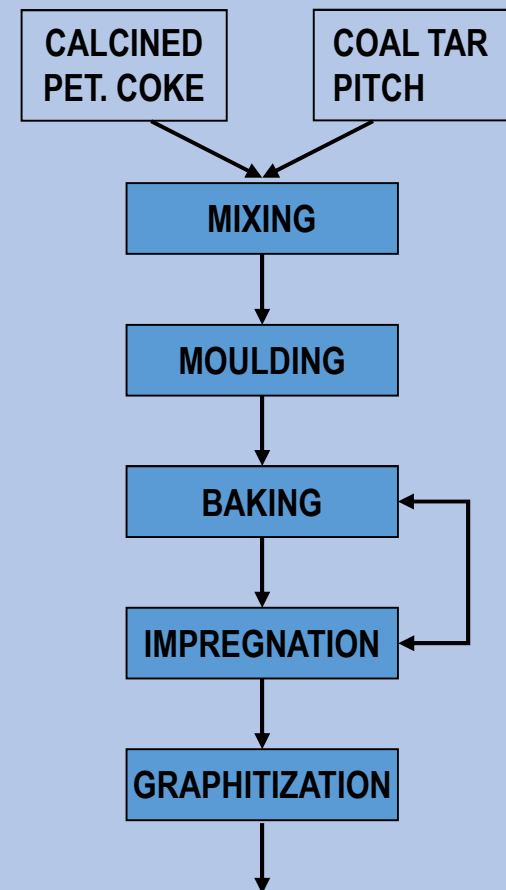 CALCINED
PET. COKE
COAL TAR
PITCH
MIXING
MOULDING
BAKING
IMPREGNATION
GRAPHITIZATION